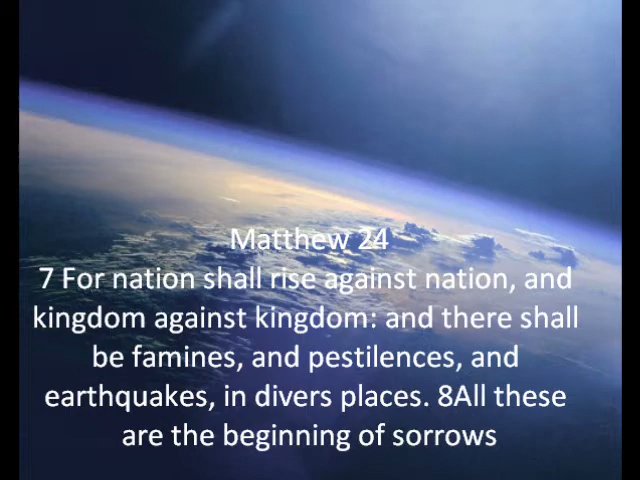 Matthew 24
7 For nation shall rise against nation, and
kingdom against kingdom: and there shall
be famines, and pestilences, and
earthquakes, in divers places. 8All these
are the beginning of sorrows